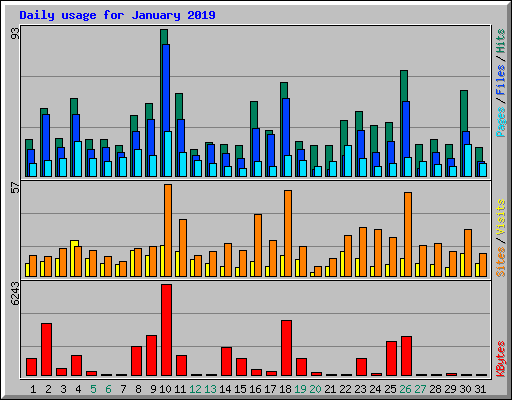 Daily usage for January 2019
93
57
6243
Pages / Files / Hits
Sites / Visits
KBytes
1 2 3 4 5 6 7 8 9 10 11 12 13 14 15 16 17 18 19 20 21 22 23 24 25 26 27 28 29 30 31